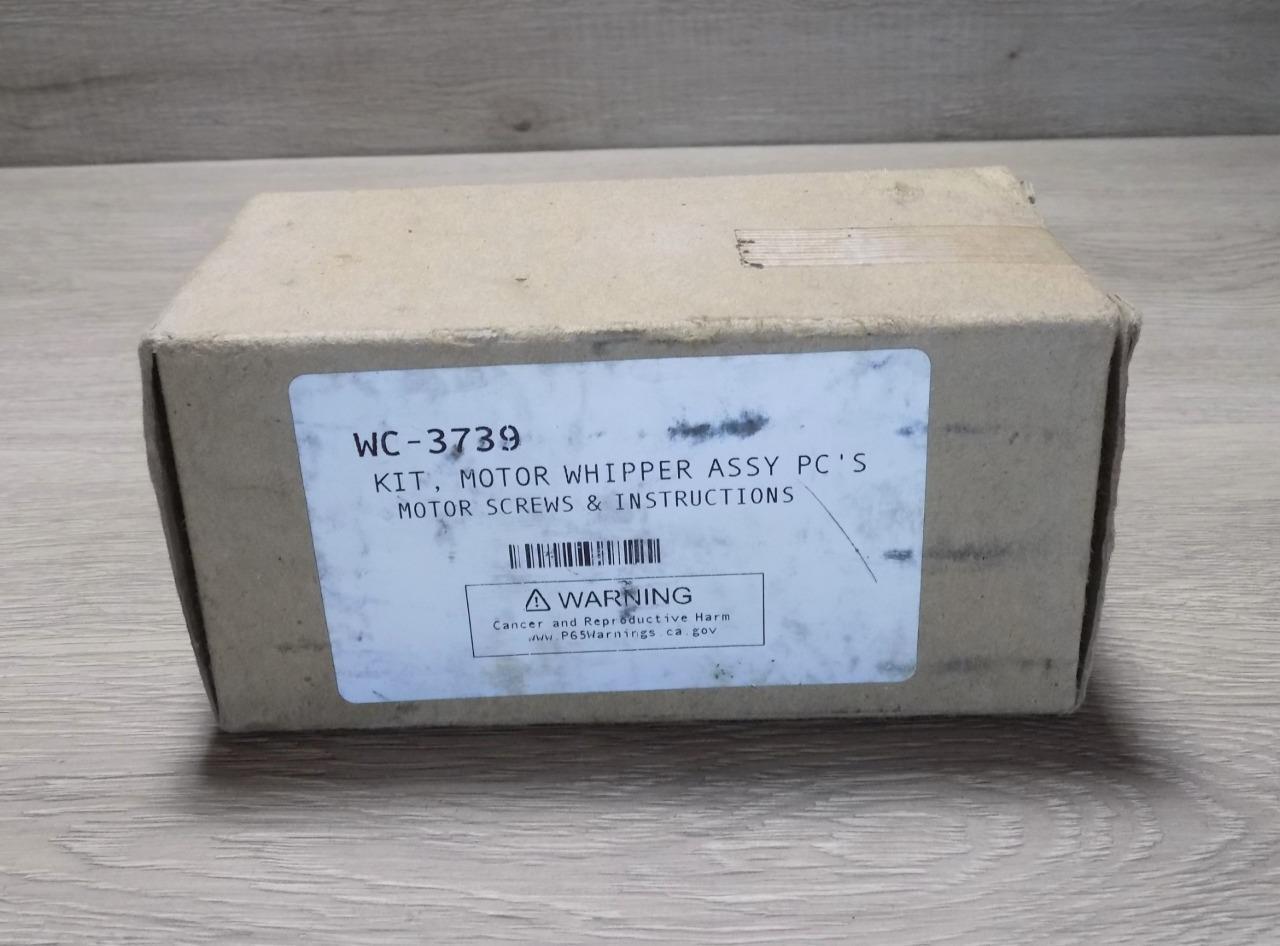 WC-3739
KIT, MOTOR WHIPPER ASSY PC'S
MOTOR SCREWS & INSTRUCTIONS
WARNING
Cancer and Reproductive Harm
www.P65Warnings.ca.gov